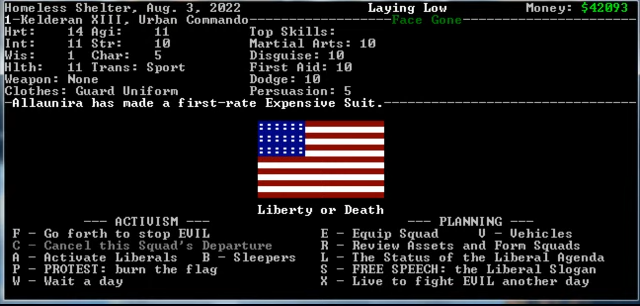 Homeless Shelter, Aug. 3, 2022 Laying Low Money: $42093
1-Kelderan XIII, Urban Commando Face Gone
Hrt: 14 Agi: 11 Top Skills:
Int: 11 Str: 10 Martial Arts: 10
Wis: 1 Char: 5 Disguise: 10
Hlth: 11 Trans: Sport First Aid: 10
Weapon: None Dodge: 10
Clothes: Guard Uniform Persuasion: 5
Allaunira has made a first-rate Expensive Suit.
Liberty or Death
--- ACTIVISM --- --- PLANNING ---
F - Go forth to stop EVIL E - Equip Squad V - Vehicles
C - Cancel this Squad's Departure R - Review Assets and Form Squads
A - Activate Liberals B - Sleepers L - The Status of the Liberal Agenda
P - PROTEST: burn the flag S - FREE SPEECH: the Liberal Slogan
W - Wait a day X - Live to fight EVIL another day